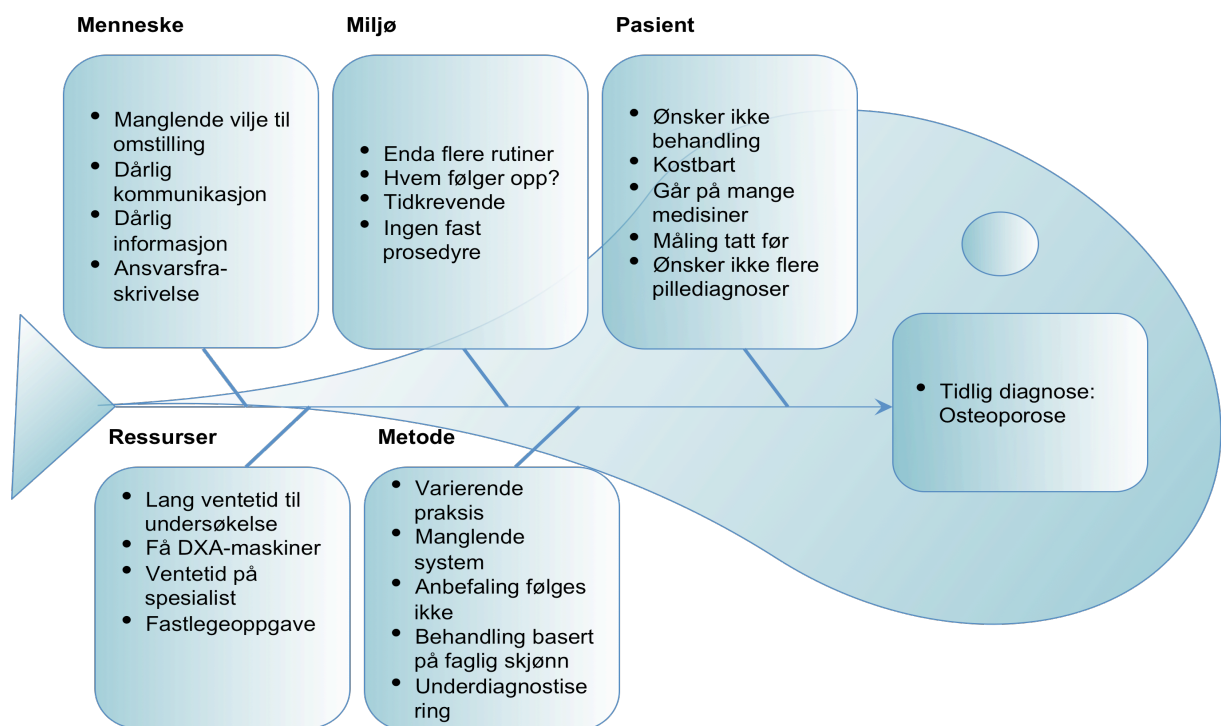 Menneske
• Manglende vilje til
omstilling
• Dårlig
kommunikasjon
• Dårlig
informasjon
• Ansvarsfra-
skrivelse
Miljø
• Enda flere rutiner
• Hvem følger opp?
• Tidkrevende
• Ingen fast
prosedyre
Pasient
• Ønsker ikke
behandling
• Kostbart
• Går på mange
medisiner
• Måling tatt før
• Ønsker ikke flere
pillediagnoser
• Tidlig diagnose:
Osteoporose
Ressurser
• Lang ventetid til
undersøkelse
• Få DXA-maskiner
• Ventetid på
spesialist
• Fastlegeoppgave
Metode
• Varierende
praksis
• Manglende
system
• Anbefaling følges
ikke
• Behandling basert
på faglig skjønn
• Underdiagnostise
ring